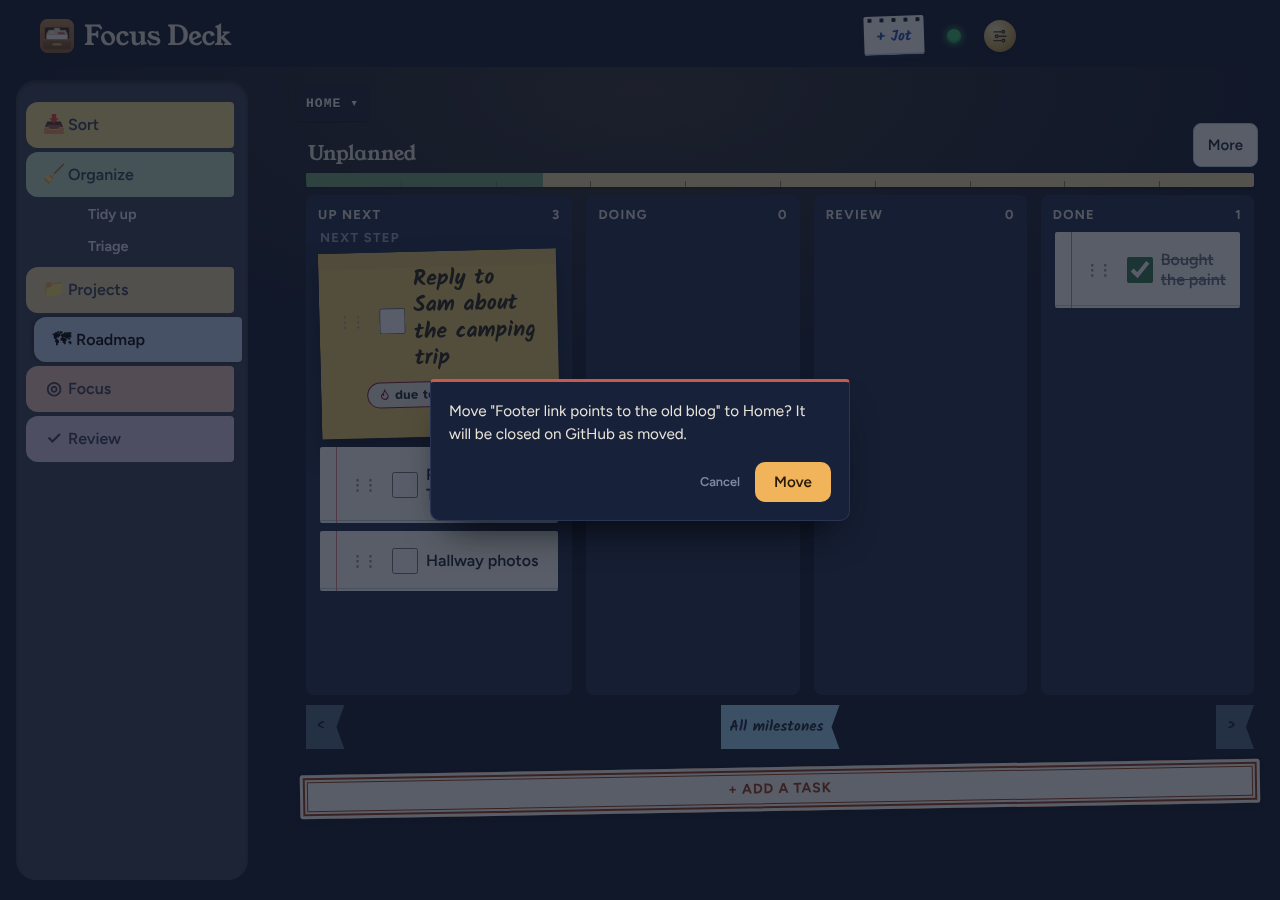 Focus Deck
+ Jot
Sort
Organize
Tidy up
Triage
Projects
Roadmap
Focus
Review
HOME ▾
Unplanned
More
UP NEXT 3
NEXT STEP
Reply to
Sam about
the camping
trip
due
Hallway photos
DOING 0
REVIEW 0
DONE 1
Bought
the paint
Move "Footer link points to the old blog" to Home? It
will be closed on GitHub as moved.
Cancel
Move
<
All milestones
>
+ ADD A TASK